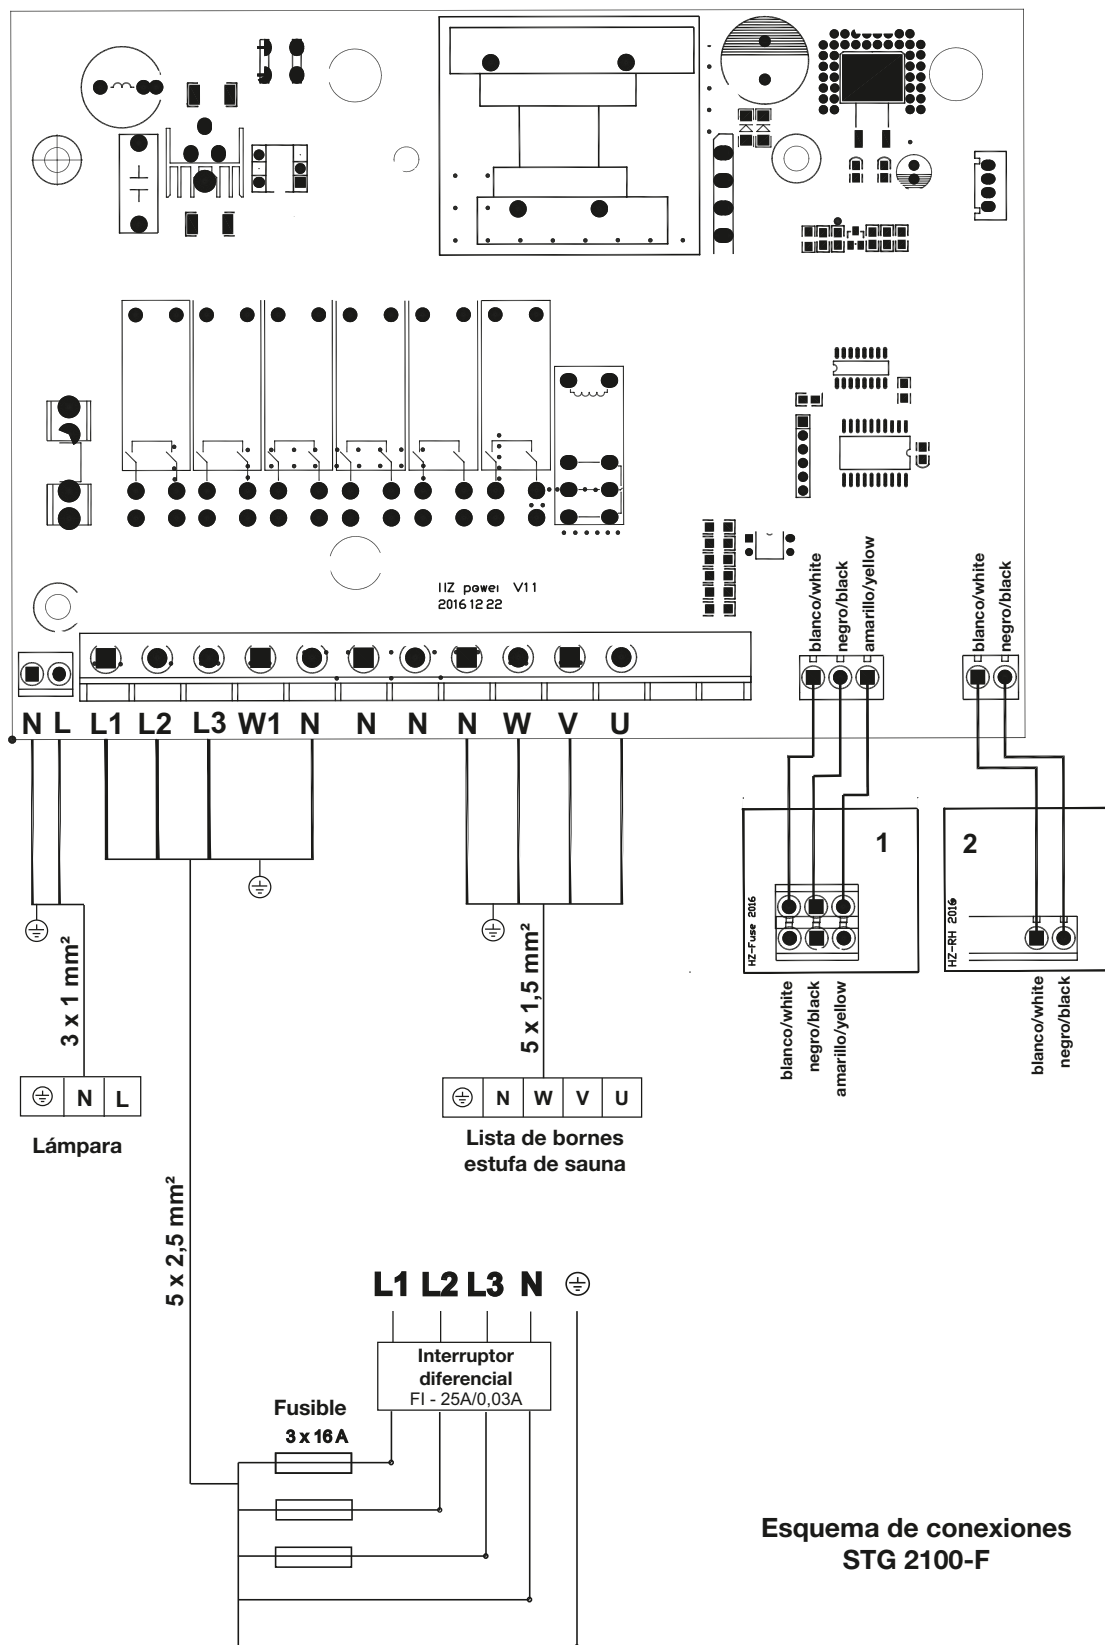 IIZ power V1 1
2016 12 22
blanco/white
negro/black
amarillo/yellow
blanco/white
negro/black
N L L1 L2 L3 W1 N N N N W V U
1
2
HZ-Fuse 2016
HZ-RH 2016
blanco/white
negro/black
amarillo/yellow
blanco/white
negro/black
3 x 1 mm²
5 x 1,5 mm²
N L
Lámpara
N W V U
Lista de bornes
estufa de sauna
5 x 2,5 mm²
L1 L2 L3 N
Interruptor
diferencial
FI - 25A/0,03A
Fusible
3 x 16 A
Esquema de conexiones
STG 2100-F